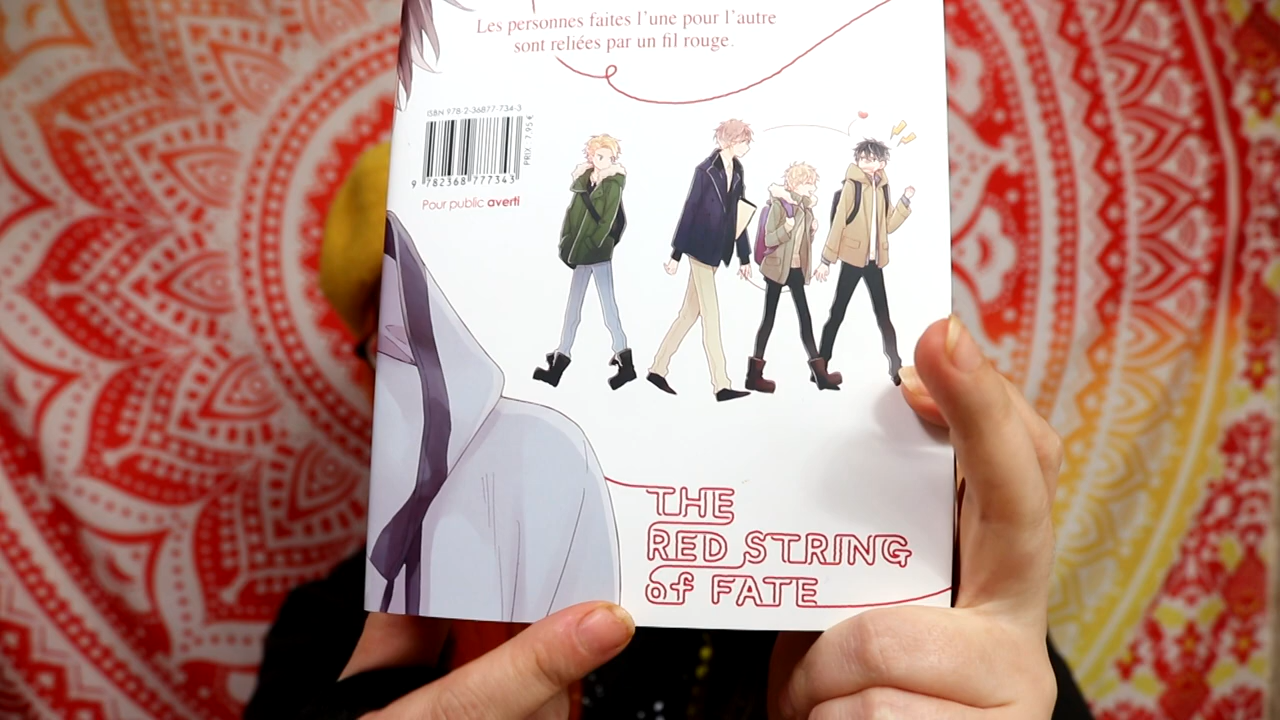 Les personnes faites l'une pour l'autre
sont reliées par un fil rouge.
ISBN 978-2-36877-734-3
PRIX : 7.95 €
9 782368 777343
Pour public averti
THE
RED STRING
of FATE